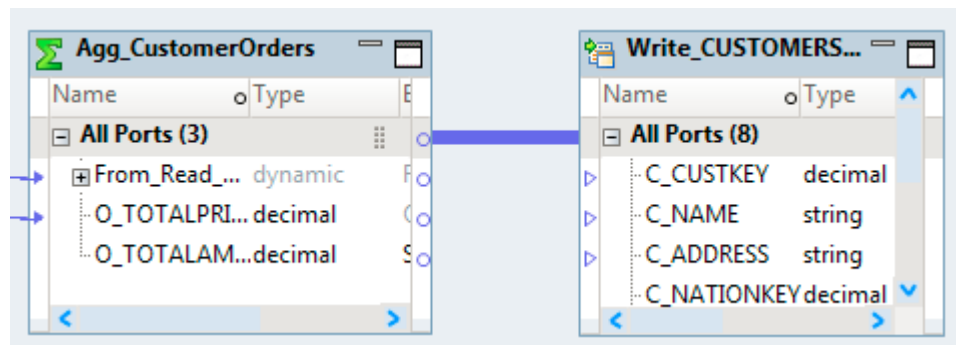 Agg_CustomerOrders
Name Type E
All Ports (3)
From_Read_... dynamic F
O_TOTALPRI... decimal
O_TOTALAM... decimal S
Write_CUSTOMERS...
Name Type
All Ports (8)
C_CUSTKEY decimal
C_NAME string
C_ADDRESS string
C_NATIONKEY decimal